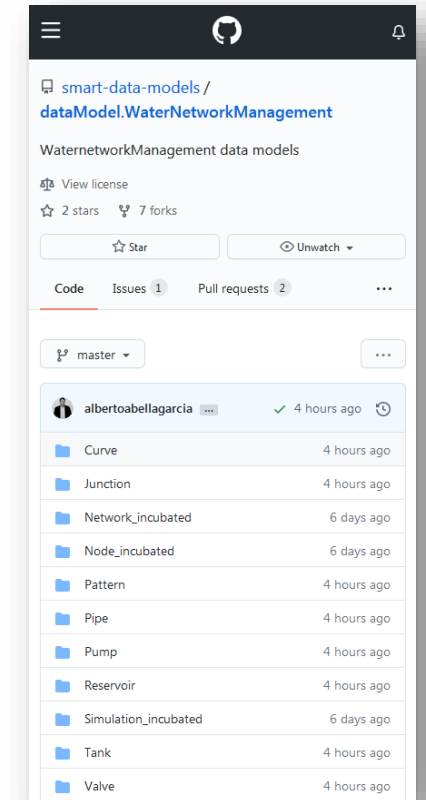 smart-data-models /
dataModel.WaterNetworkManagement
WaternetworkManagement data models
View license
2 stars 7 forks
Star Unwatch
Code Issues 1 Pull requests 2 ...
master ...
albertoabellagarcia ... 4 hours ago
Curve 4 hours ago
Junction 4 hours ago
Network_incubated 6 days ago
Node_incubated 6 days ago
Pattern 4 hours ago
Pipe 4 hours ago
Pump 4 hours ago
Reservoir 4 hours ago
Simulation_incubated 6 days ago
Tank 4 hours ago
Valve 4 hours ago